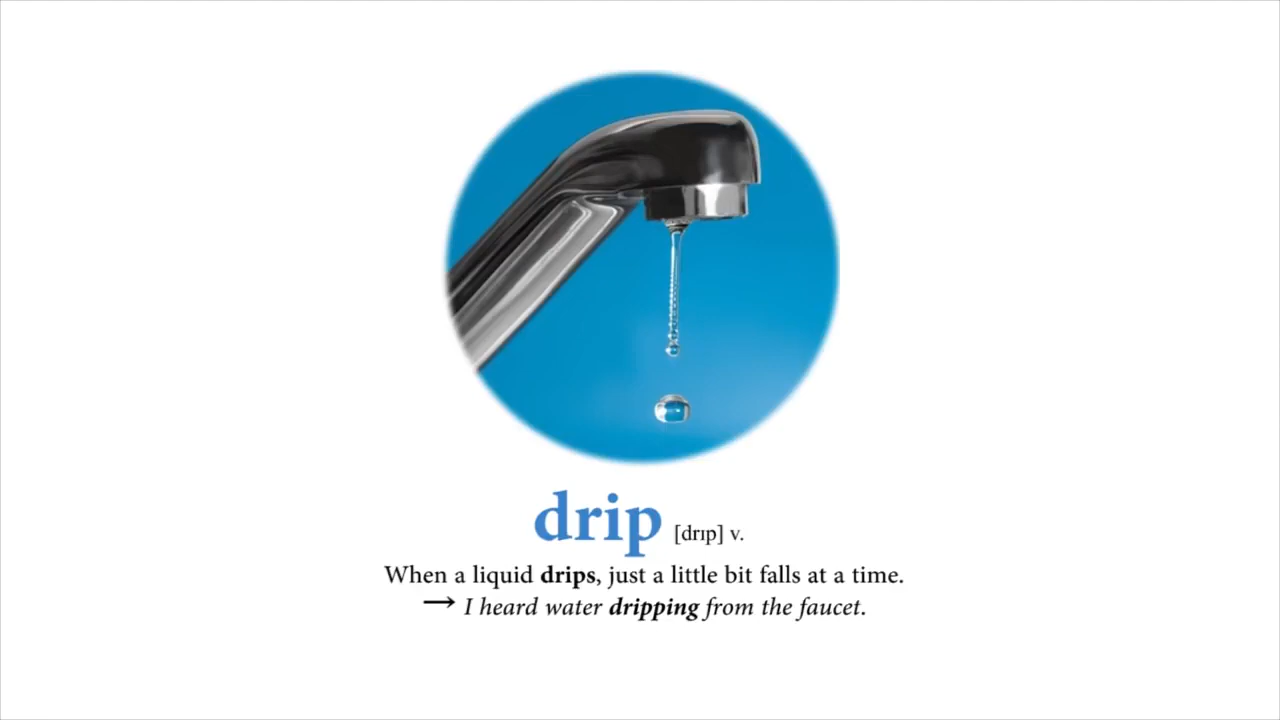 drip [drɪp] v.
When a liquid drips, just a little bit falls at a time.
→ I heard water dripping from the faucet.